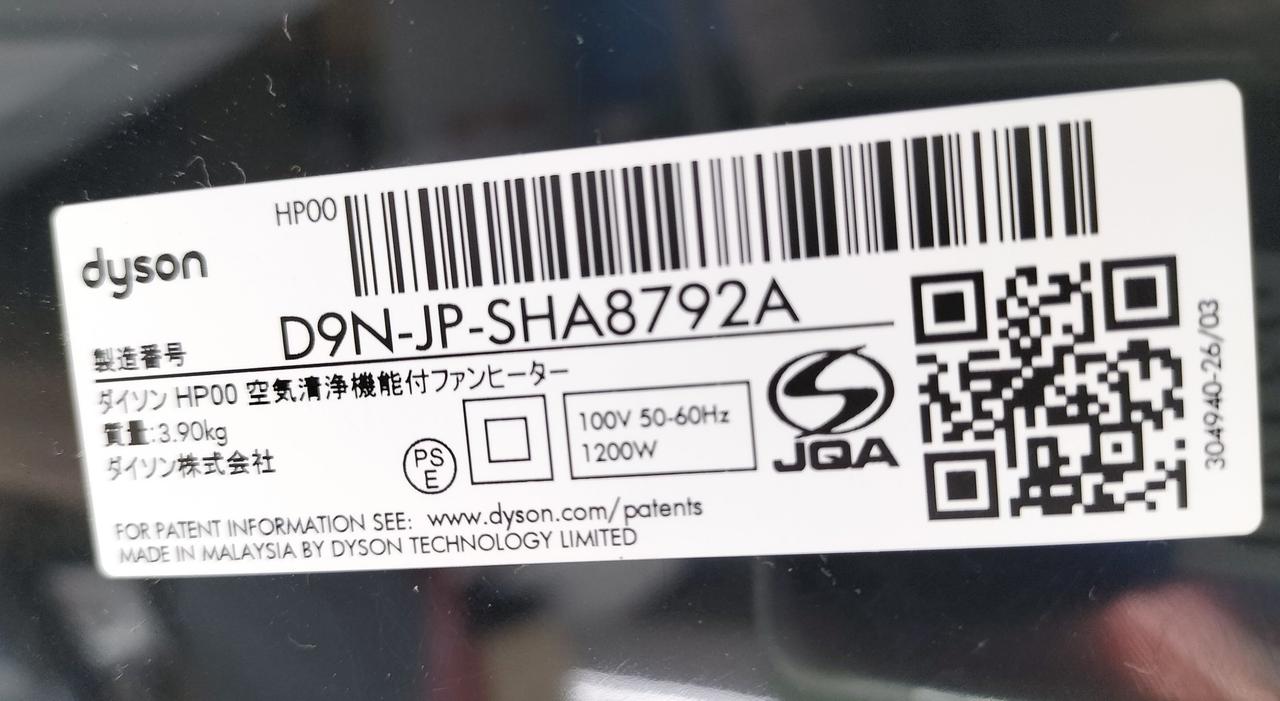 HP00
dyson
製造番号 D9N-JP-SHA8792A
ダイソン HP00 空気清浄機能付ファンヒーター
質量:3.90kg
ダイソン株式会社
PS
E
100V 50-60Hz
1200W
JQA
FOR PATENT INFORMATION SEE: www.dyson.com/patents
MADE IN MALAYSIA BY DYSON TECHNOLOGY LIMITED
304940-26/03